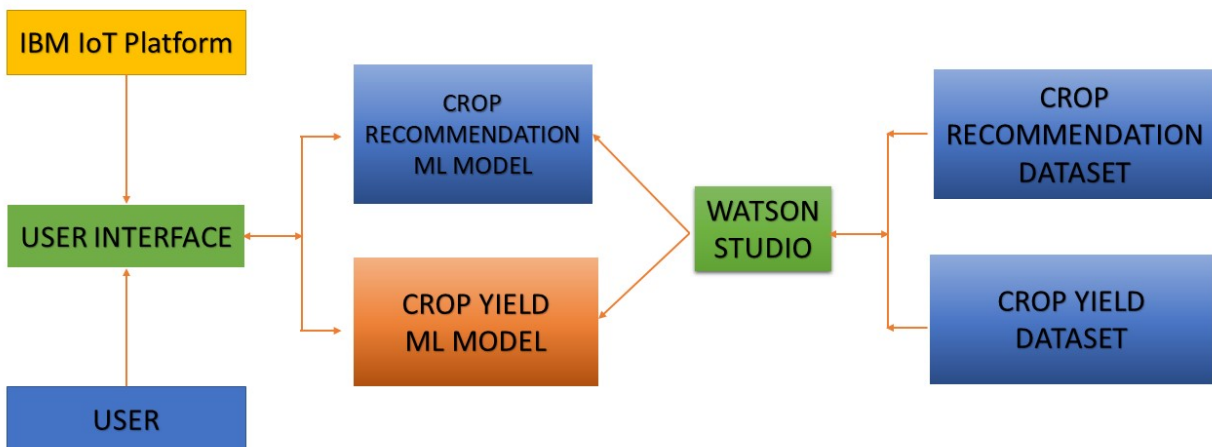 IBM IoT Platform
USER INTERFACE
USER
CROP
RECOMMENDATION
ML MODEL
CROP YIELD
ML MODEL
WATSON
STUDIO
CROP
RECOMMENDATION
DATASET
CROP YIELD
DATASET